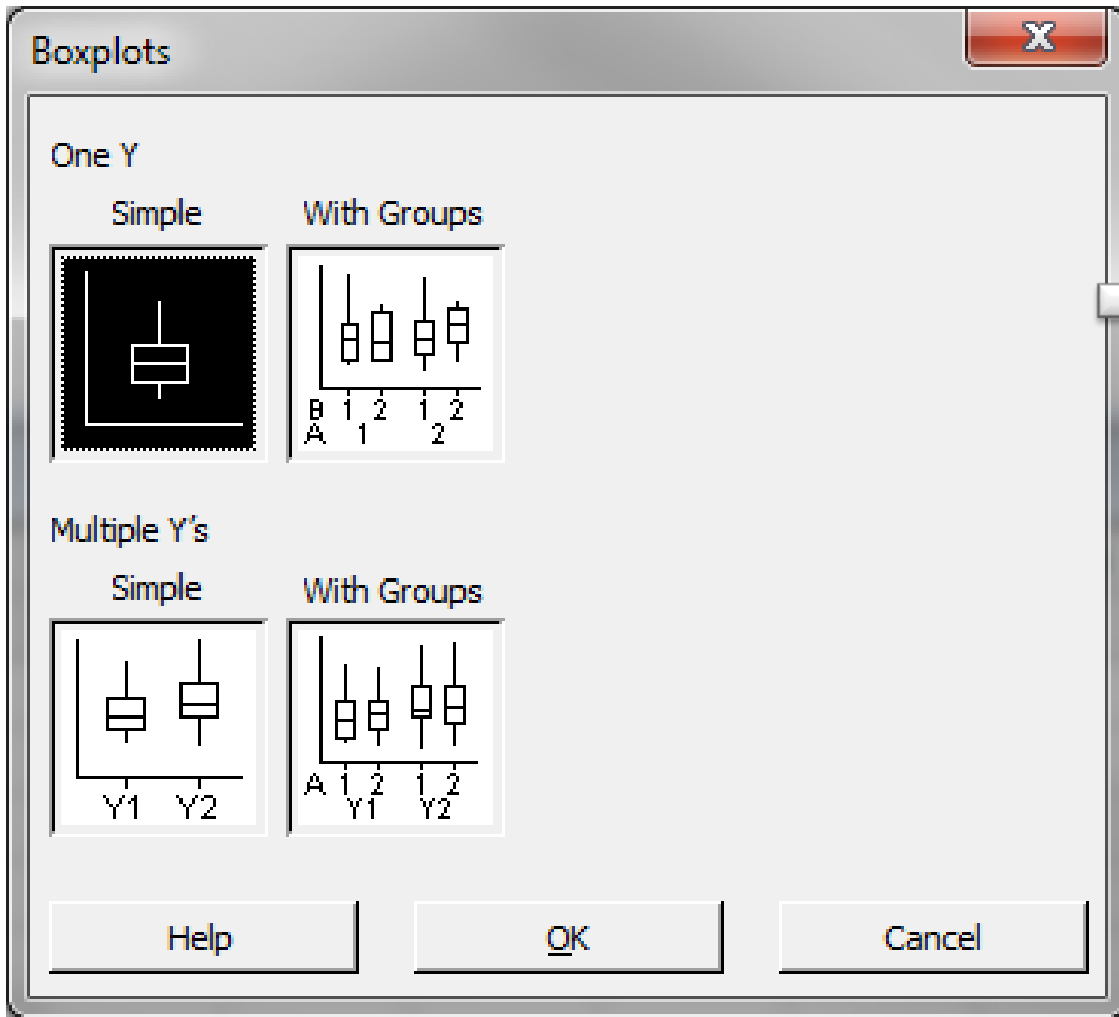 Boxplots
One Y
Simple With Groups
B 1 2 1 2
A 1 2
Multiple Y's
Simple With Groups
Y1 Y2
A 1 2 1 2
Y1 Y2
Help OK Cancel